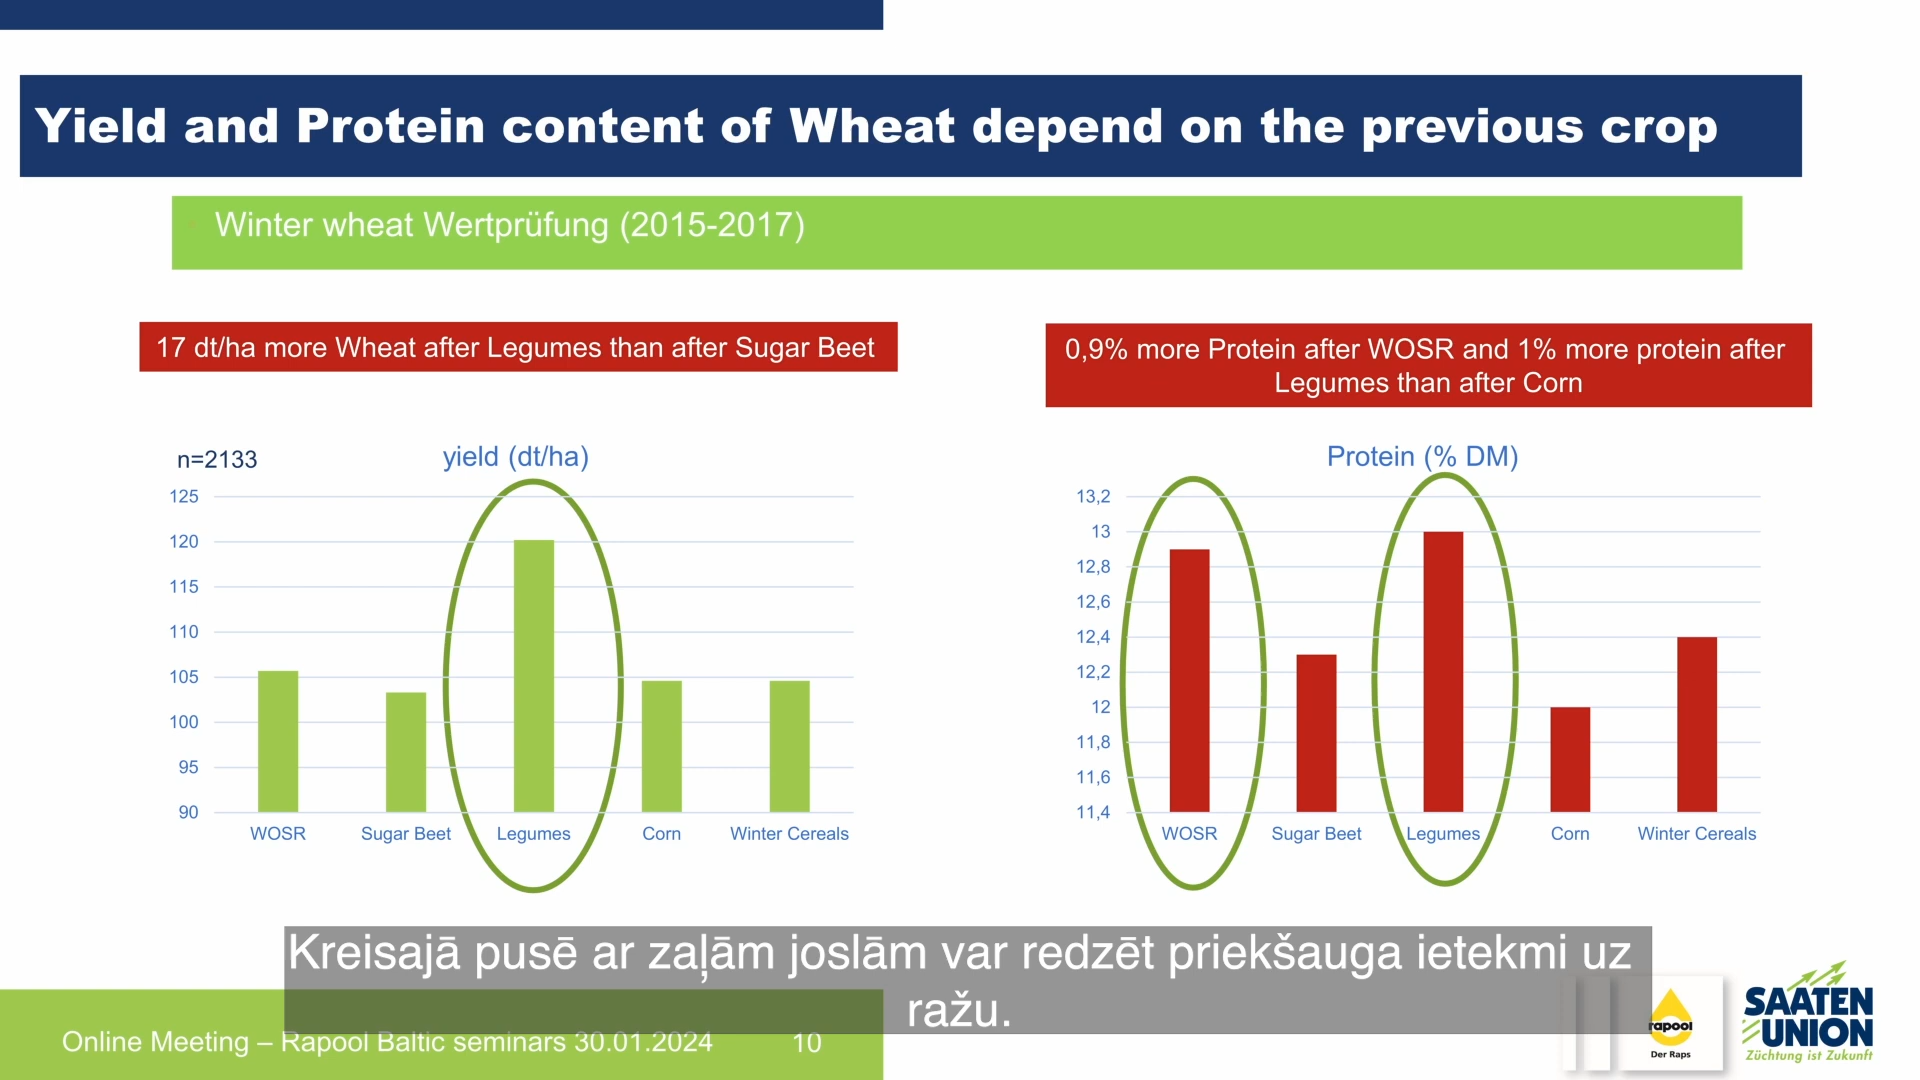 Yield and Protein content of Wheat depend on the previous crop
Winter wheat Wertprüfung (2015-2017)
17 dt/ha more Wheat after Legumes than after Sugar Beet
0,9% more Protein after WOSR and 1% more protein after
Legumes than after Corn
n=2133
yield (dt/ha)
125
120
115
110
105
100
95
90
WOSR Sugar Beet Legumes Corn Winter Cereals
Protein (% DM)
13,2
13
12,8
12,6
12,4
12,2
12
11,8
11,6
11,4
WOSR Sugar Beet Legumes Corn Winter Cereals
Kreisajā pusē ar zaļām joslām var redzēt priekšauga ietekmi uz
ražu.
Online Meeting – Rapool Baltic seminars 30.01.2024 10
rapool
Der Raps
SAATEN
UNION
Züchtung ist Zukunft